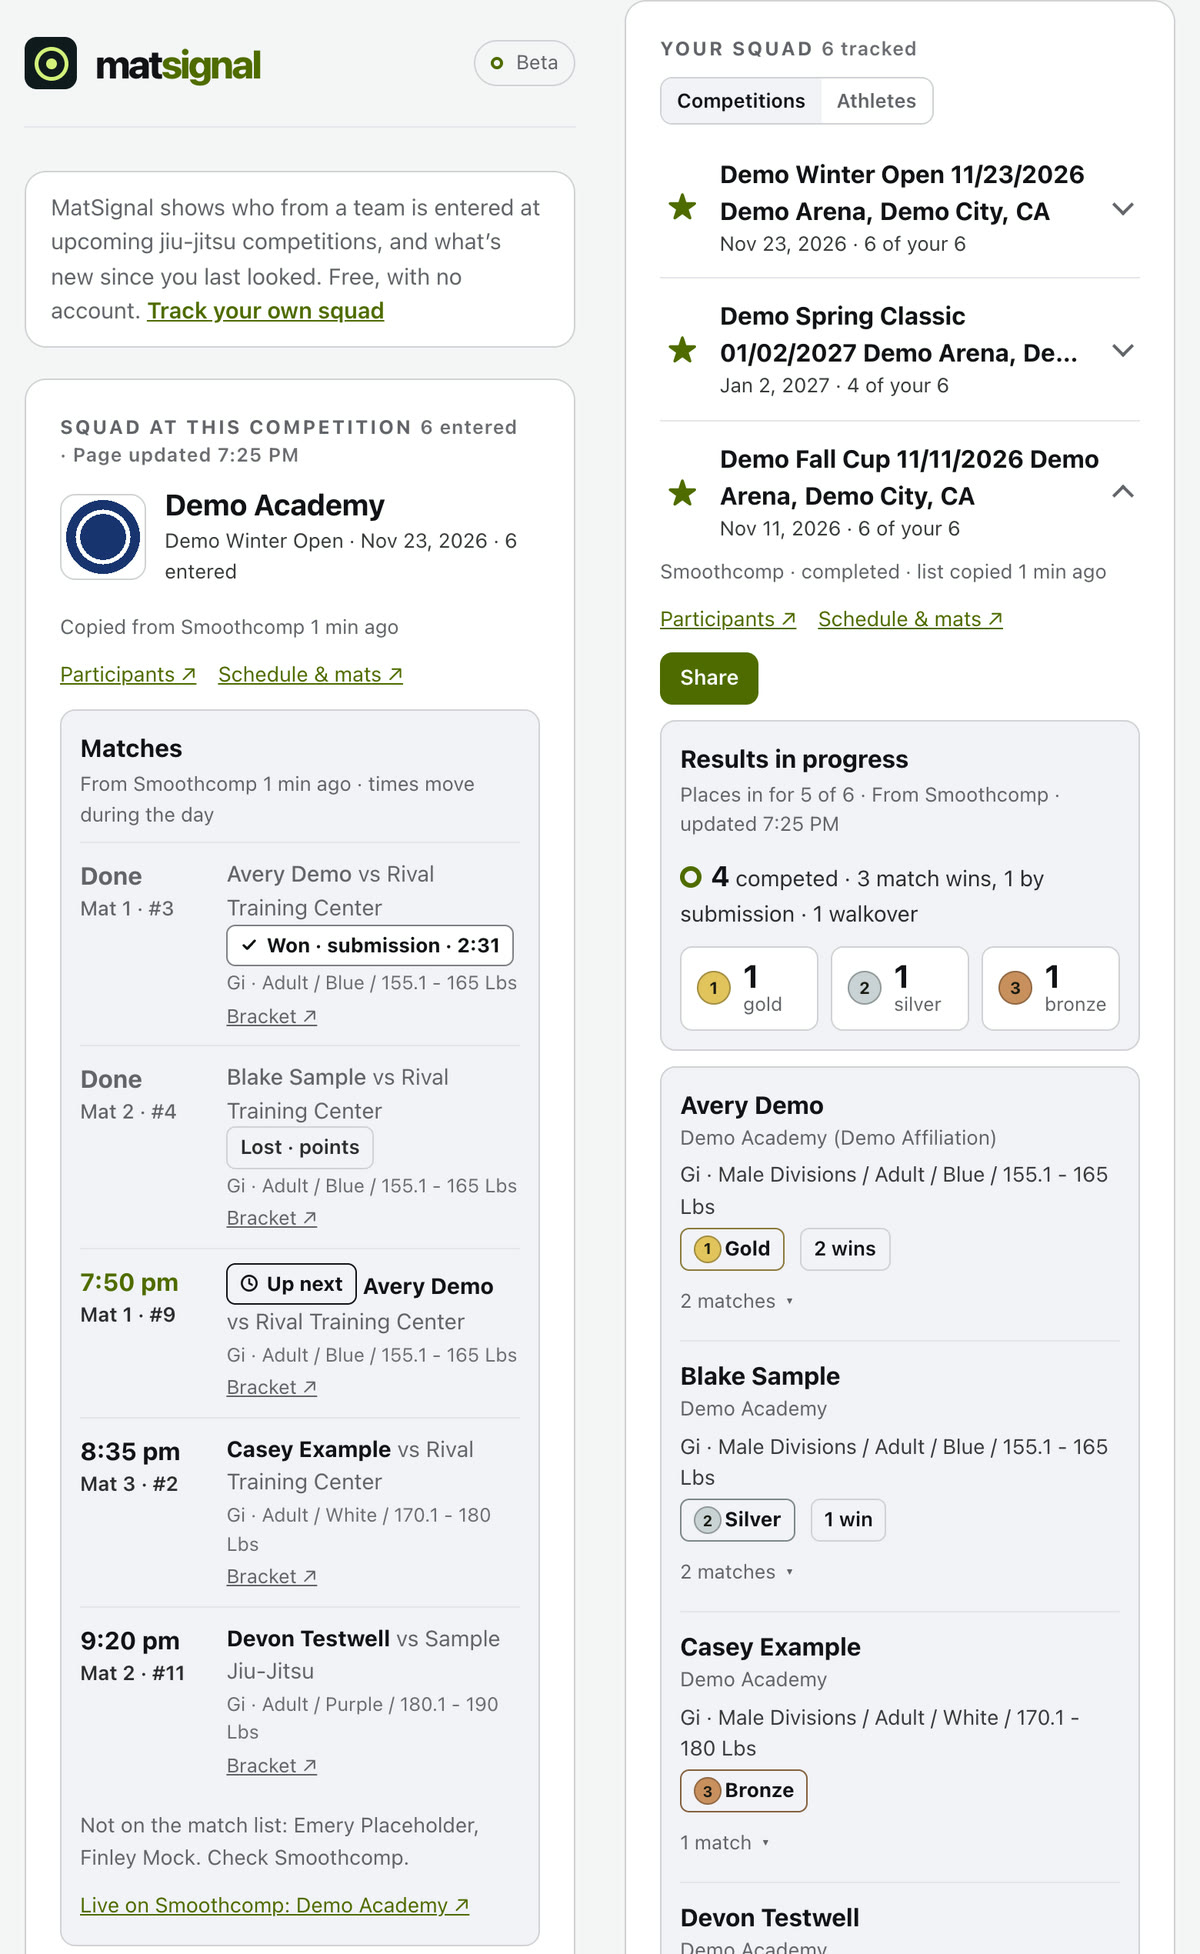 matsignal
Beta
MatSignal shows who from a team is entered at
upcoming jiu-jitsu competitions, and what’s
new since you last looked. Free, with no
account. Track your own squad
SQUAD AT THIS COMPETITION 6 entered
· Page updated 7:25 PM
Demo Academy
Demo Winter Open · Nov 23, 2026 · 6
entered
Copied from Smoothcomp 1 min ago
Participants ↗ Schedule & mats ↗
Matches
From Smoothcomp 1 min ago · times move
during the day
Done
Mat 1 · #3
Avery Demo vs Rival
Training Center
✓ Won · submission · 2:31
Gi · Adult / Blue / 155.1 - 165 Lbs
Bracket ↗
Done
Mat 2 · #4
Blake Sample vs Rival
Training Center
Lost · points
Gi · Adult / Blue / 155.1 - 165 Lbs
Bracket ↗
7:50 pm
Mat 1 · #9
Up next Avery Demo
vs Rival Training Center
Gi · Adult / Blue / 155.1 - 165 Lbs
Bracket ↗
8:35 pm
Mat 3 · #2
Casey Example vs Rival
Training Center
Gi · Adult / White / 170.1 - 180
Lbs
Bracket ↗
9:20 pm
Mat 2 · #11
Devon Testwell vs Sample
Jiu-Jitsu
Gi · Adult / Purple / 180.1 - 190
Lbs
Bracket ↗
Not on the match list: Emery Placeholder,
Finley Mock. Check Smoothcomp.
Live on Smoothcomp: Demo Academy ↗
YOUR SQUAD 6 tracked
Competitions Athletes
Demo Winter Open 11/23/2026
Demo Arena, Demo City, CA
Nov 23, 2026 · 6 of your 6
Demo Spring Classic
01/02/2027 Demo Arena, De...
Jan 2, 2027 · 4 of your 6
Demo Fall Cup 11/11/2026 Demo
Arena, Demo City, CA
Nov 11, 2026 · 6 of your 6
Smoothcomp · completed · list copied 1 min ago
Participants ↗ Schedule & mats ↗
Share
Results in progress
Places in for 5 of 6 · From Smoothcomp ·
updated 7:25 PM
4 competed · 3 match wins, 1 by
submission · 1 walkover
1 1 gold
2 1 silver
3 1 bronze
Avery Demo
Demo Academy (Demo Affiliation)
Gi · Male Divisions / Adult / Blue / 155.1 - 165
Lbs
1 Gold 2 wins
2 matches ▾
Blake Sample
Demo Academy
Gi · Male Divisions / Adult / Blue / 155.1 - 165
Lbs
2 Silver 1 win
2 matches ▾
Casey Example
Demo Academy
Gi · Male Divisions / Adult / White / 170.1 -
180 Lbs
3 Bronze
1 match ▾
Devon Testwell
Demo Academy